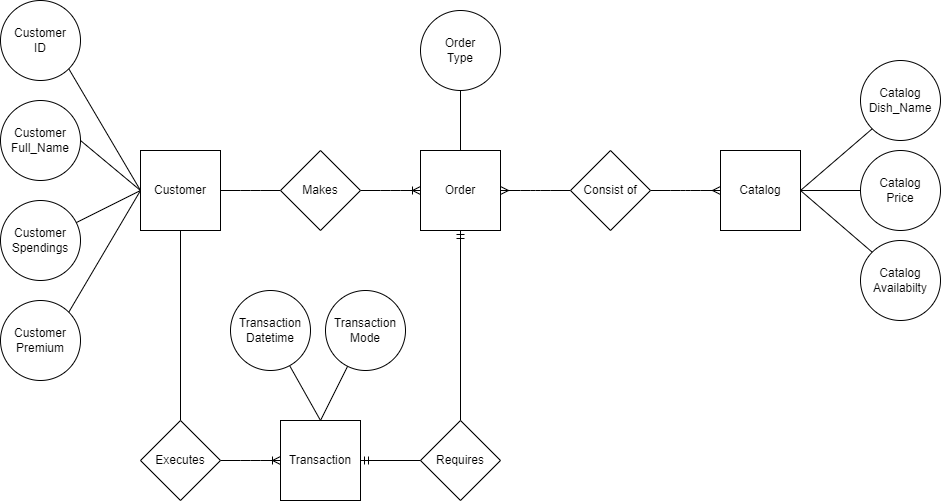 Customer
ID
Order
Type
Customer
Full_Name
Catalog
Dish_Name
Customer
Makes
Order
Consist of
Catalog
Catalog
Price
Customer
Spendings
Catalog
Availabilty
Customer
Premium
Transaction
Datetime
Transaction
Mode
Executes
Transaction
Requires